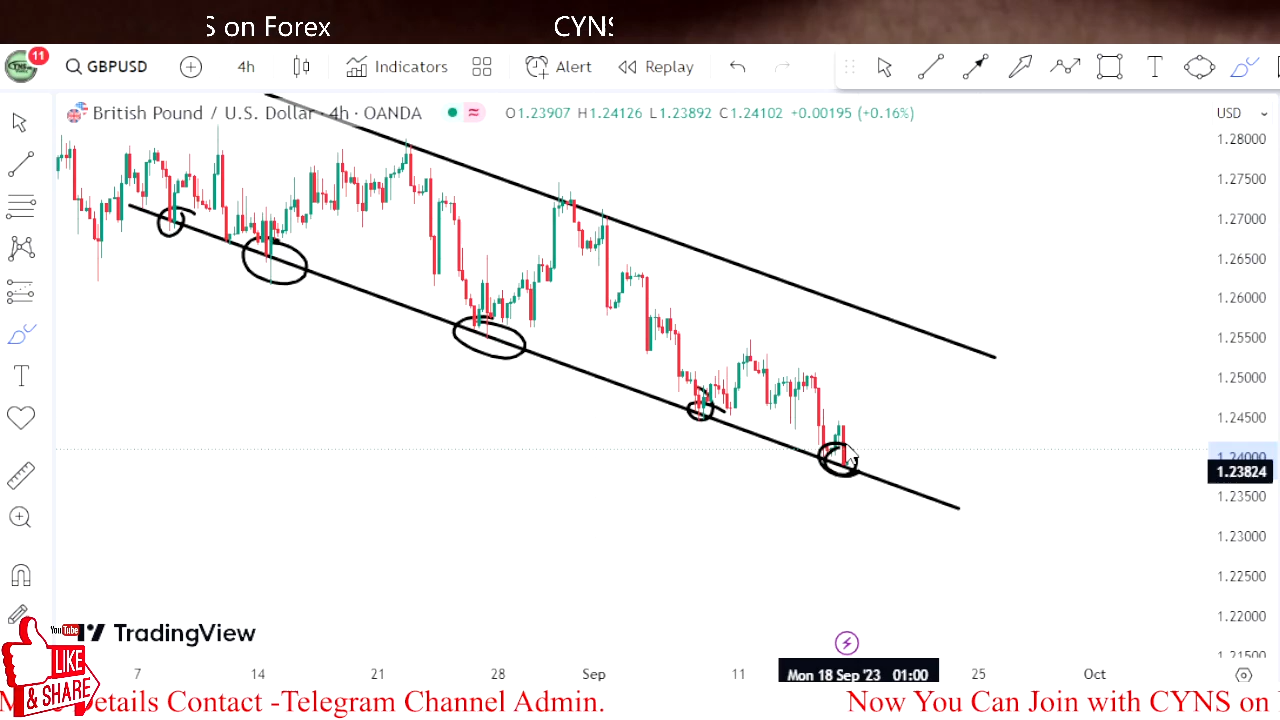 S on Forex CYNS
11 GBPUSD 4h Indicators Alert Replay
British Pound / U.S. Dollar · 4h · OANDA O1.23907 H1.24126 L1.23892 C1.24102 +0.00195 (+0.16%) USD
1.28000
1.27500
1.27000
1.26500
1.26000
1.25500
1.25000
1.24500
1.24000
1.23824
1.23500
1.23000
1.22500
1.22000
1.21500
TradingView
7 14 21 28 Sep 11 Mon 18 Sep '23 01:00 25 Oct
YouTube
LIKE
& SHARE
Details Contact -Telegram Channel Admin. Now You Can Join with CYNS on